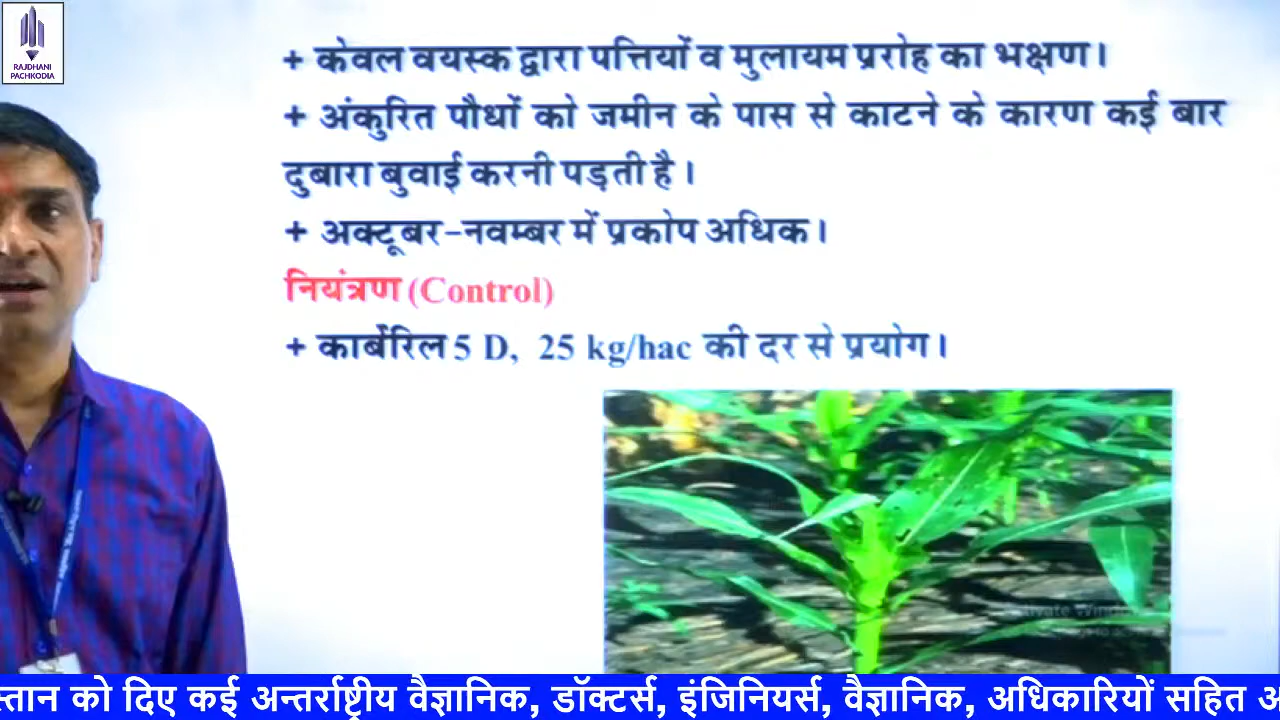 RAJDHANI
PACHKODIA
+ केवल वयस्क द्वारा पत्तियों व मुलायम प्ररोह का भक्षण।
+ अंकुरित पौधों को जमीन के पास से काटने के कारण कई बार
दुबारा बुवाई करनी पड़ती है।
+ अक्टूबर-नवम्बर में प्रकोप अधिक।
नियंत्रण (Control)
+ कार्बेरिल 5 D, 25 kg/hac की दर से प्रयोग।
को दिए कई अन्तर्राष्ट्रीय वैज्ञानिक, डॉक्टर्स, इंजिनियर्स, वैज्ञानिक, अधिकारियों सहित